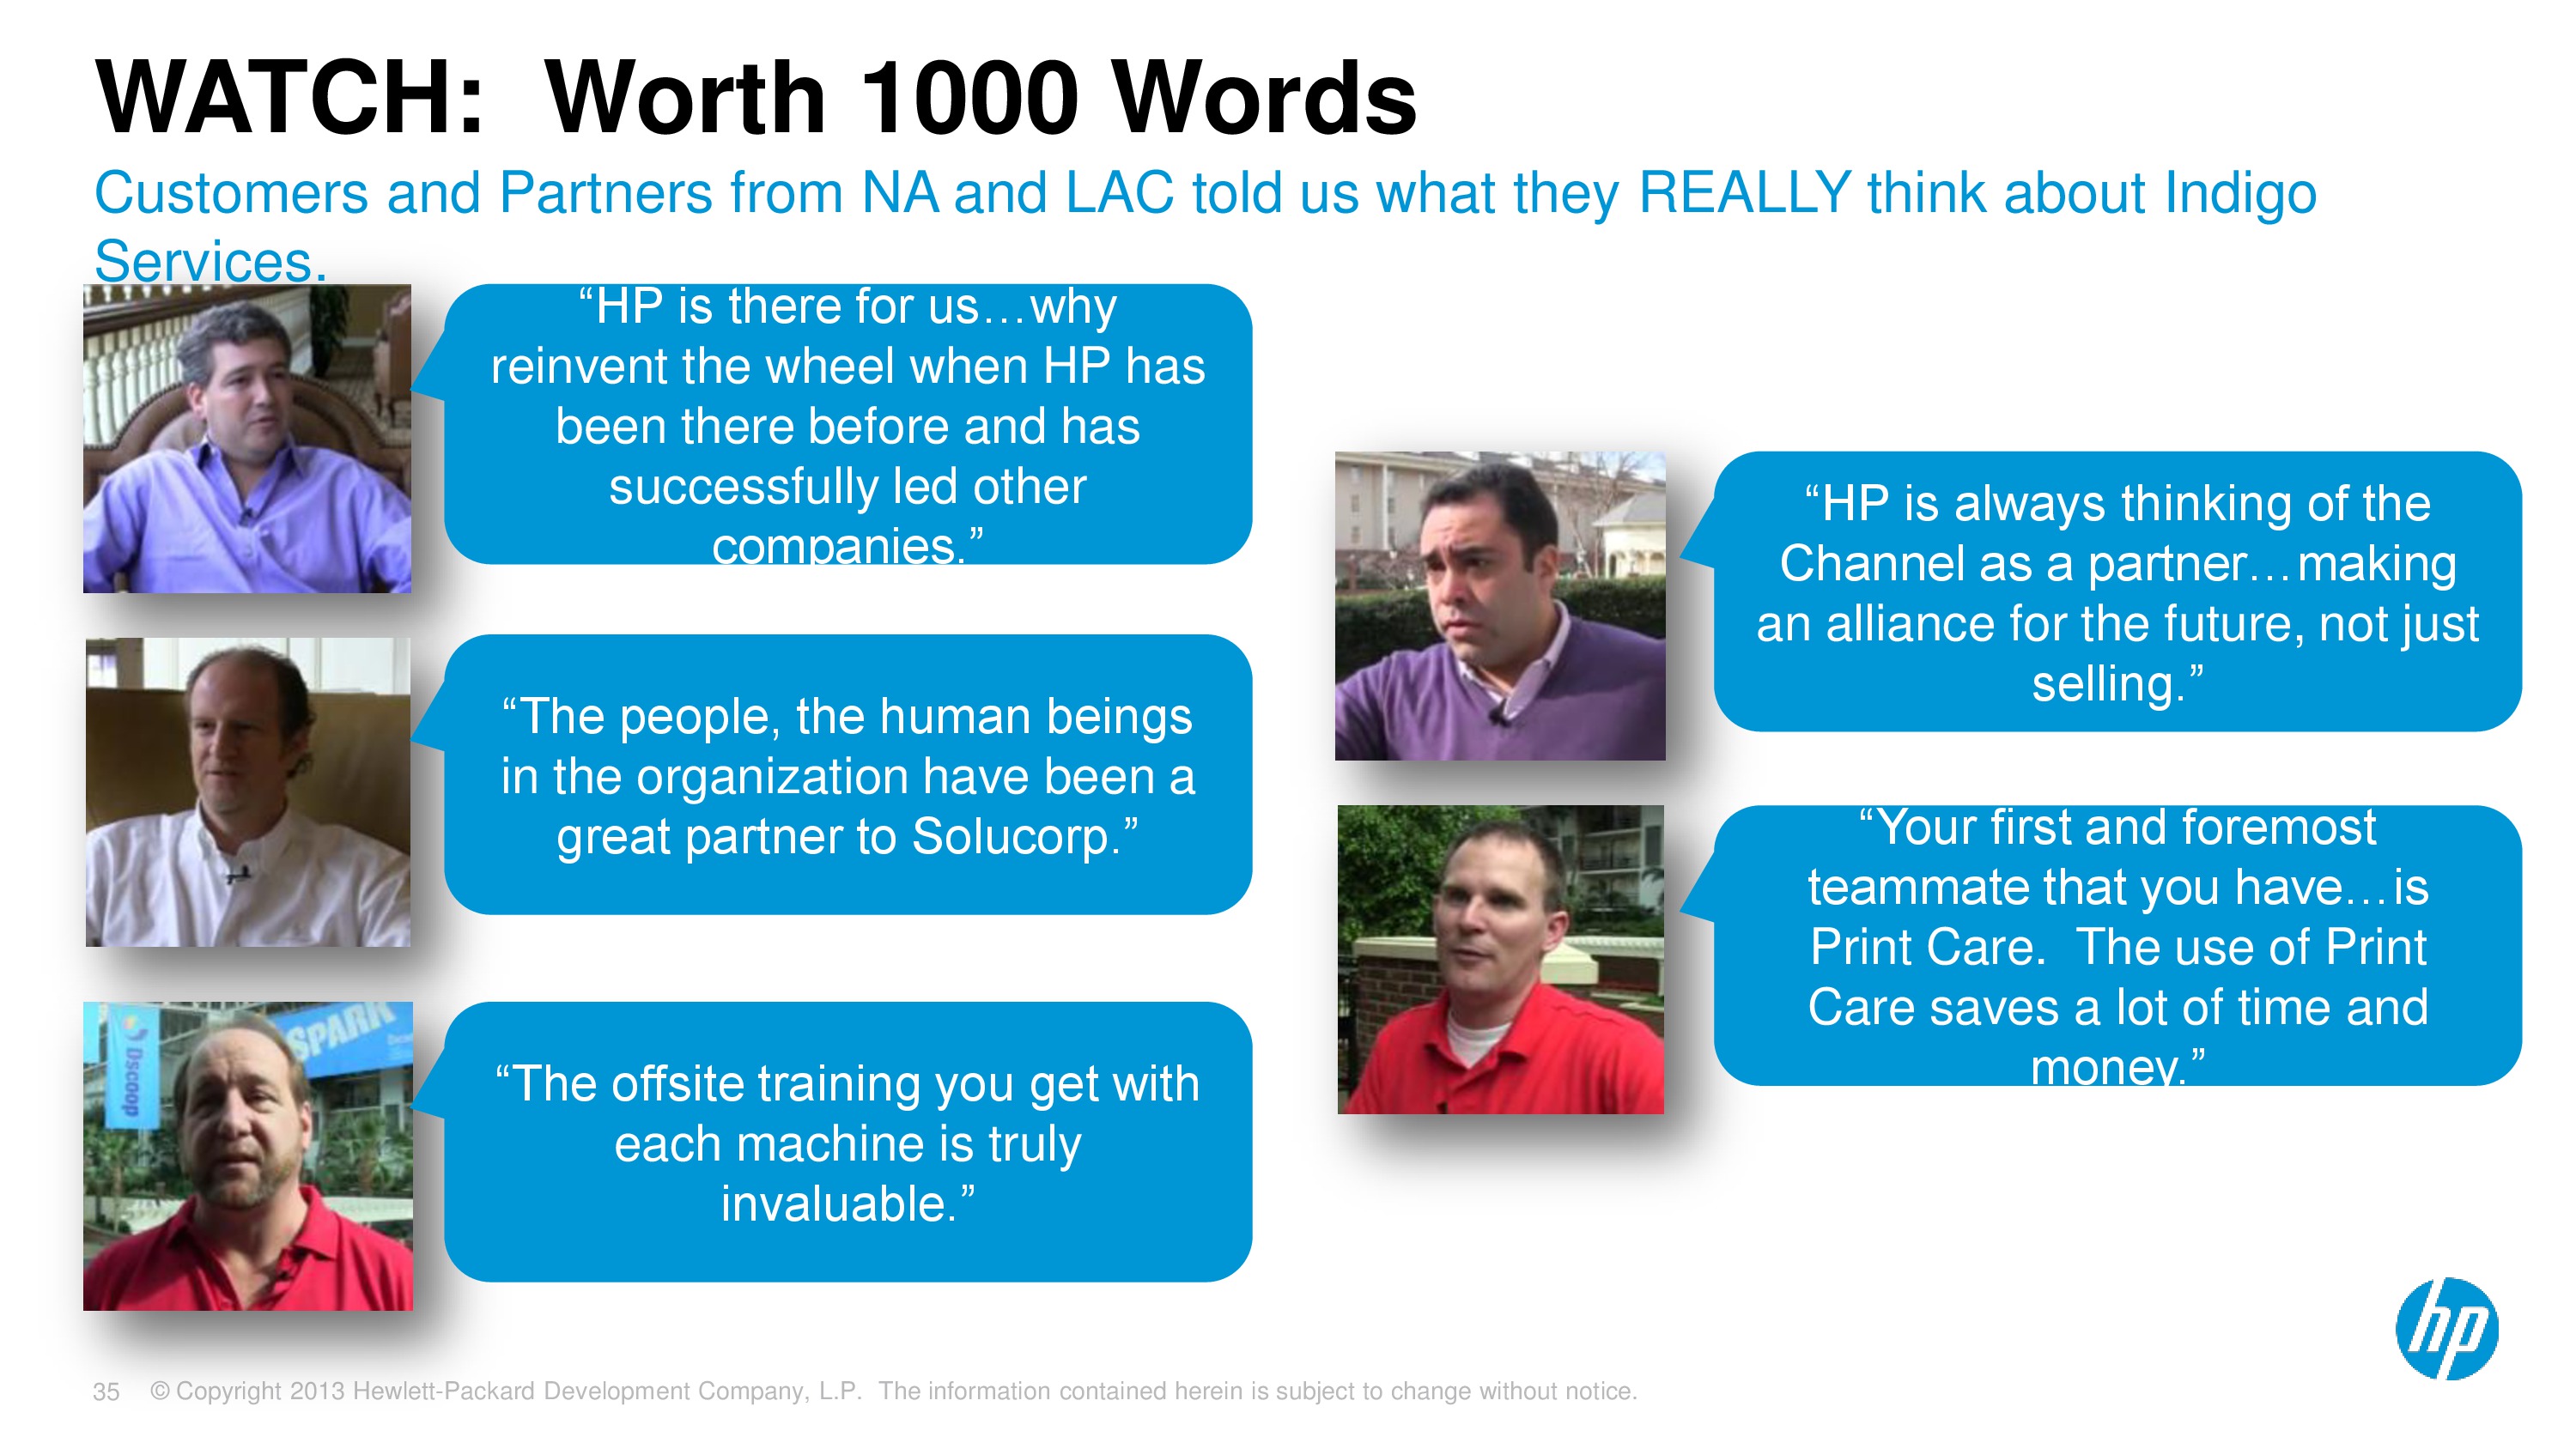 WATCH:  Worth 1000 Words
Customers and Partners from NA and LAC told us what they REALLY think about Indigo
Services.
“HP is there for us…why
reinvent the wheel when HP has
been there before and has
successfully led other
companies.”
“The people, the human beings
in the organization have been a
great partner to Solucorp.”
Dscoop
SPARK
“The offsite training you get with
each machine is truly
invaluable.”
“HP is always thinking of the
Channel as a partner…making
an alliance for the future, not just
selling.”
“Your first and foremost
teammate that you have…is
Print Care.  The use of Print
Care saves a lot of time and
money.”
hp
35 © Copyright 2013 Hewlett-Packard Development Company, L.P.  The information contained herein is subject to change without notice.